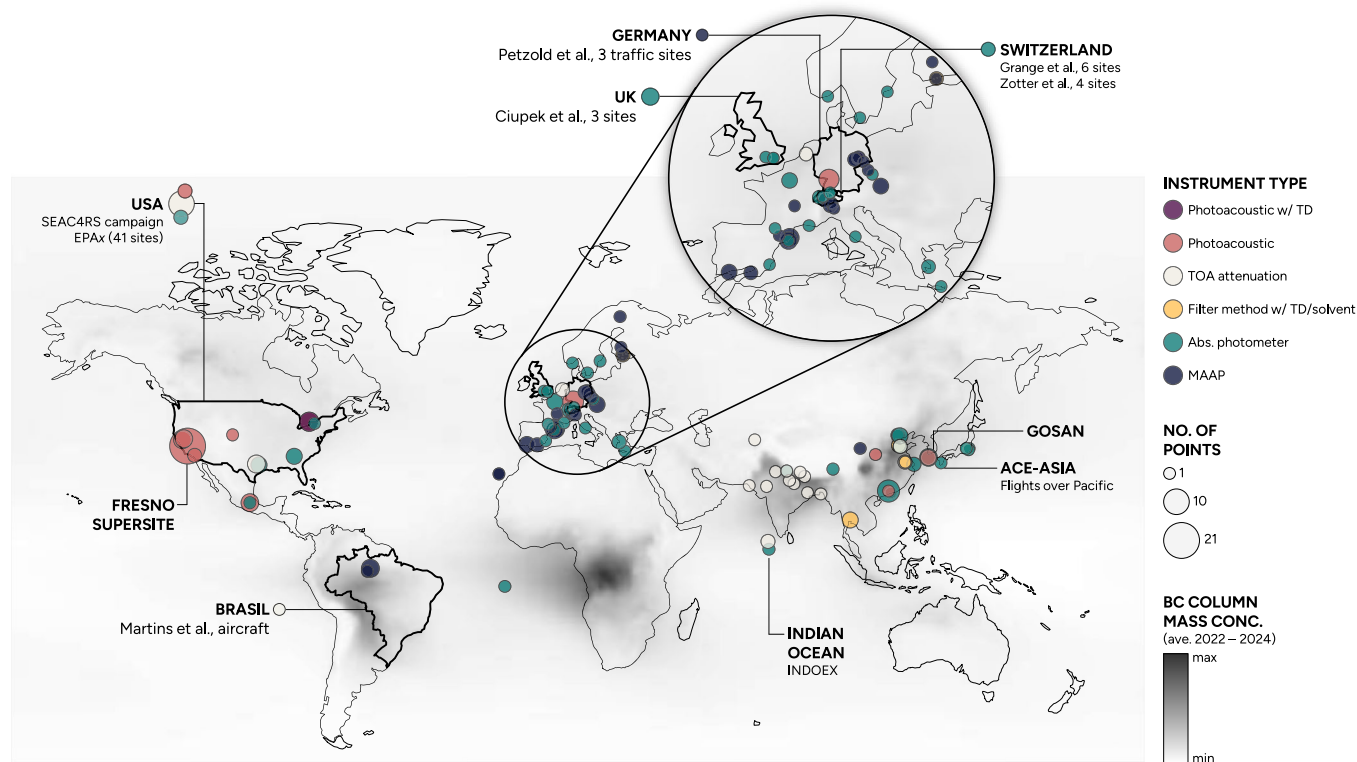 GERMANY
Petzold et al., 3 traffic sites
SWITZERLAND
Grange et al., 6 sites
Zotter et al., 4 sites
UK
Ciupek et al., 3 sites
USA
SEAC4RS campaign
EPAx (41 sites)
FRESNO
SUPERSITE
BRASIL
Martins et al., aircraft
GOSAN
ACE-ASIA
Flights over Pacific
INDIAN
OCEAN
INDOEX
INSTRUMENT TYPE
Photoacoustic w/ TD
Photoacoustic
TOA attenuation
Filter method w/ TD/solvent
Abs. photometer
MAAP
NO. OF
POINTS
1
10
21
BC COLUMN
MASS CONC.
(ave. 2022 – 2024)
max
min